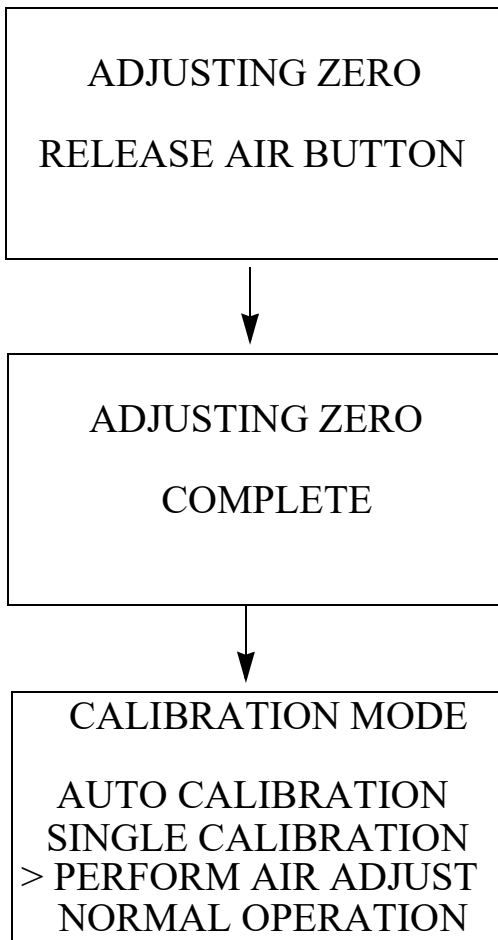 ADJUSTING ZERO
RELEASE AIR BUTTON
ADJUSTING ZERO
COMPLETE
CALIBRATION MODE
AUTO CALIBRATION
SINGLE CALIBRATION
> PERFORM AIR ADJUST
NORMAL OPERATION